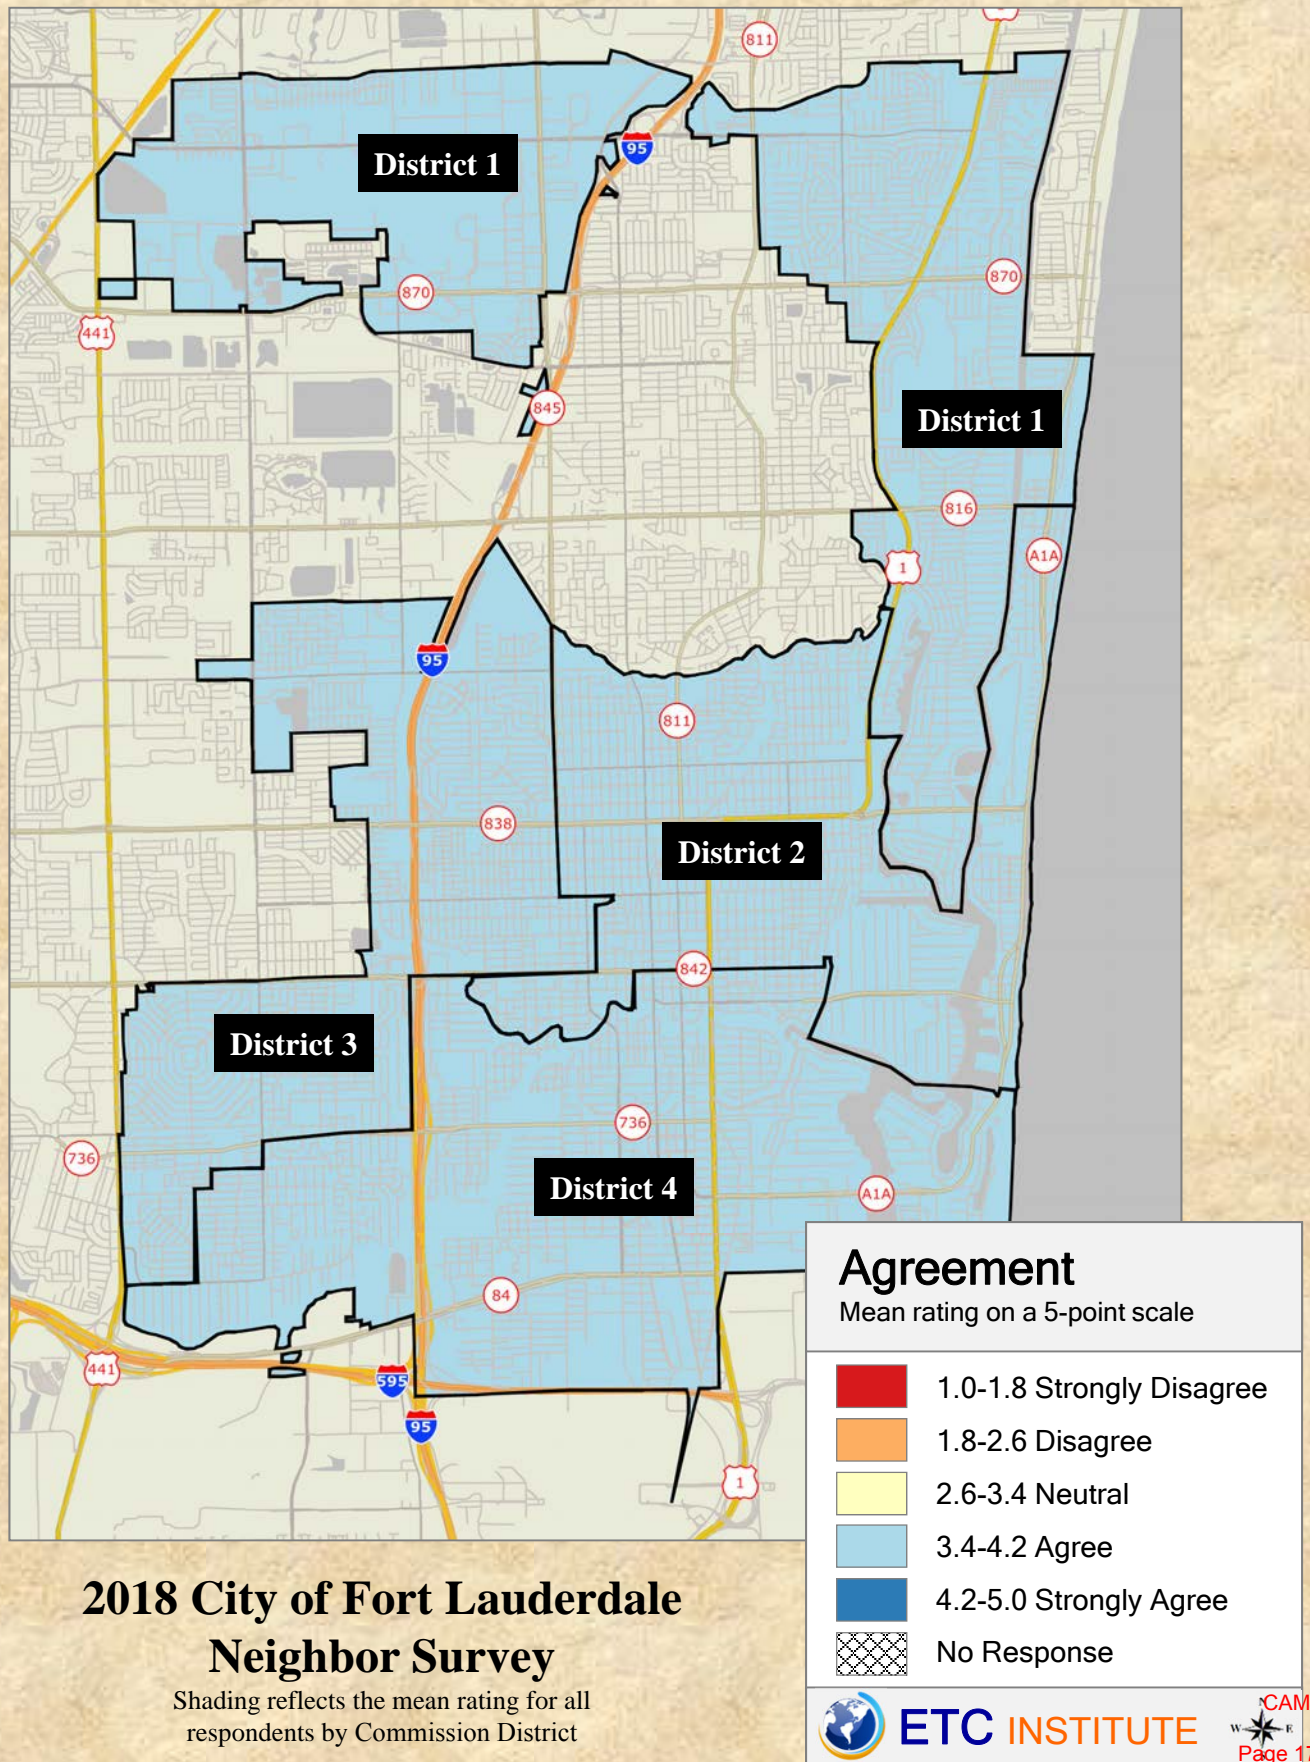 811
95
District 1
870
870
441
845
District 1
816
A1A
1
95
811
838
District 2
842
District 3
736
736
District 4
A1A
84
441
595
95
1
Agreement
Mean rating on a 5-point scale
1.0-1.8 Strongly Disagree
1.8-2.6 Disagree
2.6-3.4 Neutral
3.4-4.2 Agree
4.2-5.0 Strongly Agree
No Response
2018 City of Fort Lauderdale
Neighbor Survey
Shading reflects the mean rating for all
respondents by Commission District
ETC INSTITUTE
CAM
W E
Page 17